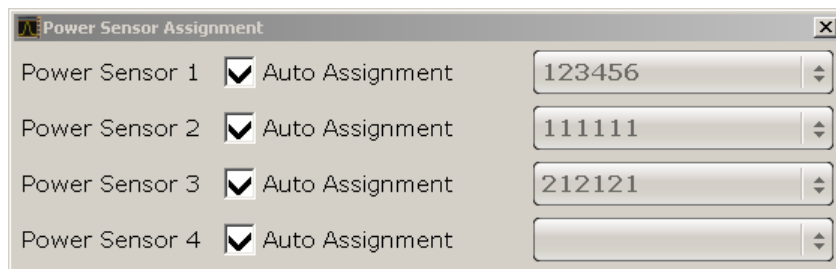 Power Sensor Assignment
Power Sensor 1 Auto Assignment 123456
Power Sensor 2 Auto Assignment 111111
Power Sensor 3 Auto Assignment 212121
Power Sensor 4 Auto Assignment